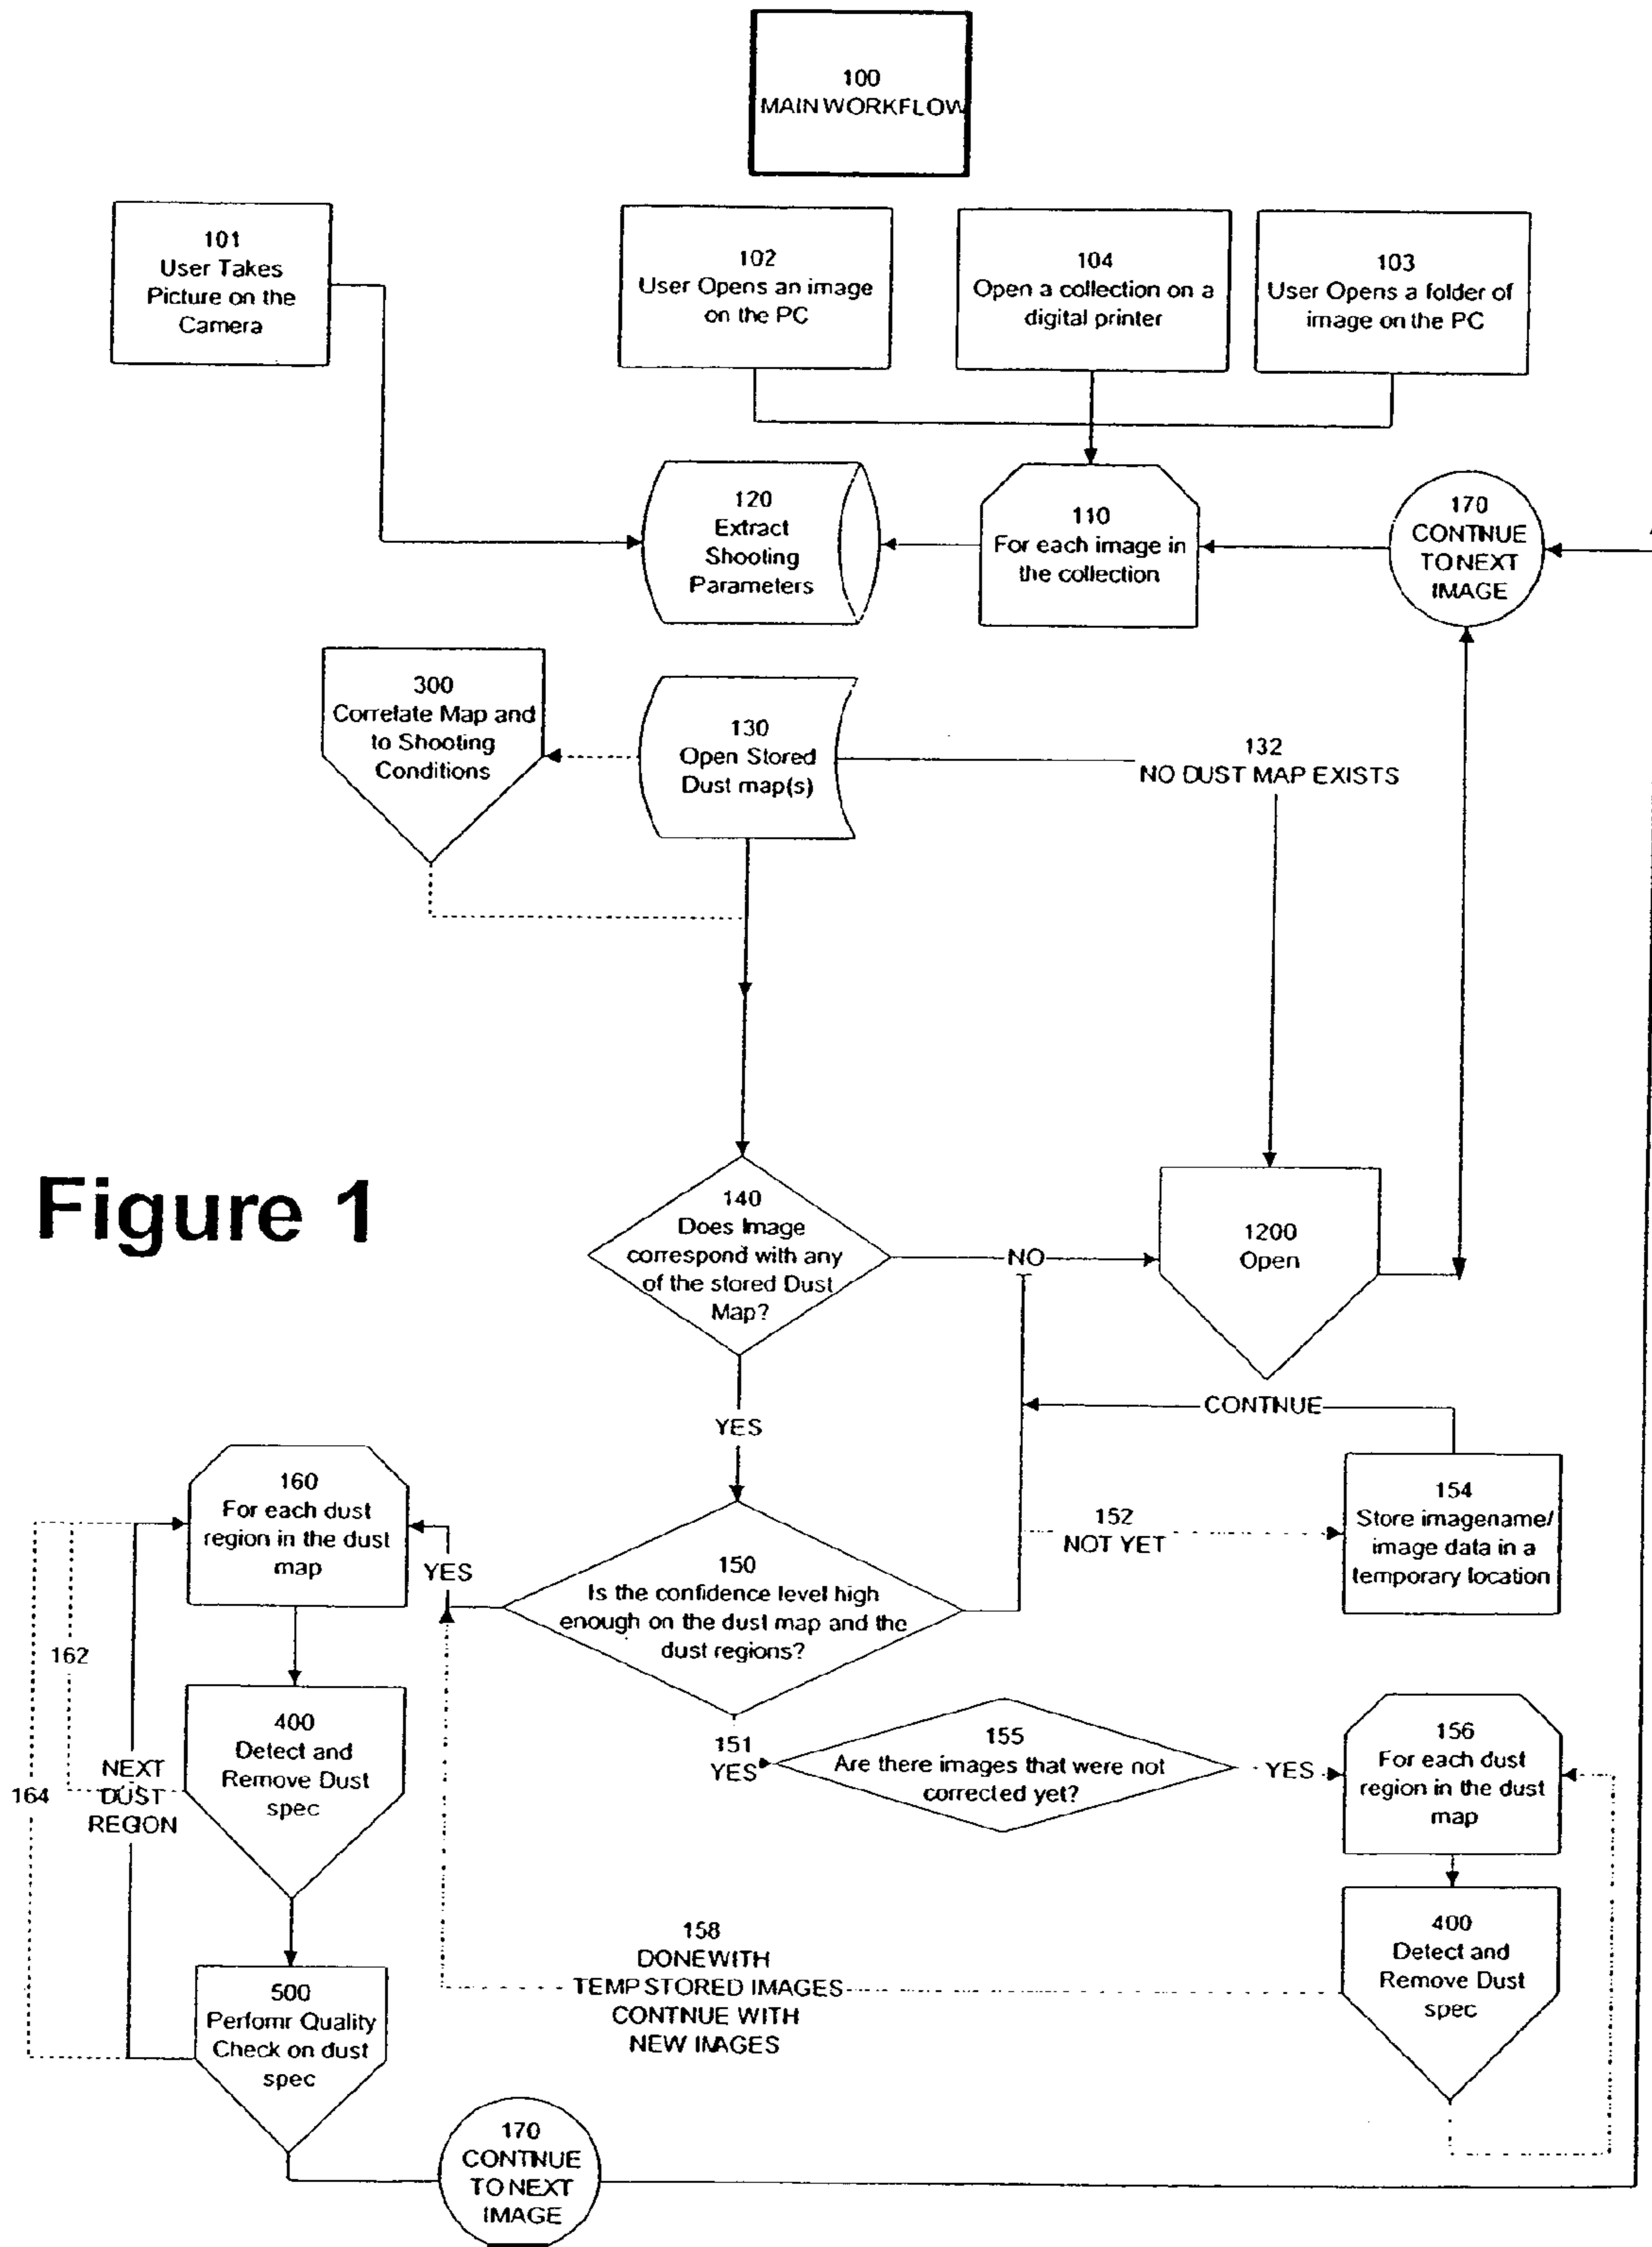 100
MAIN WORKFLOW
101
User Takes
Picture on the
Camera
102
User Opens an image
on the PC
104
Open a collection on a
digital printer
103
User Opens a folder of
image on the PC
120
Extract
Shooting
Parameters
110
For each image in
the collection
170
CONTINUE
TO NEXT
IMAGE
300
Correlate Map and
to Shooting
Conditions
130
Open Stored
Dust map(s)
132
NO DUST MAP EXISTS
Figure 1
140
Does Image
correspond with any
of the stored Dust
Map?
NO
1200
Open
YES
CONTINUE
160
For each dust
region in the dust
map
YES
150
Is the confidence level high
enough on the dust map and the
dust regions?
152
NOT YET
154
Store imagename/
image data in a
temporary location
162
164
NEXT
DUST
REGION
400
Detect and
Remove Dust
spec
151
YES
155
Are there images that were not
corrected yet?
YES
156
For each dust
region in the dust
map
158
DONE WITH
TEMP STORED IMAGES
CONTINUE WITH
NEW IMAGES
400
Detect and
Remove Dust
spec
500
Perfomr Quality
Check on dust
spec
170
CONTINUE
TO NEXT
IMAGE